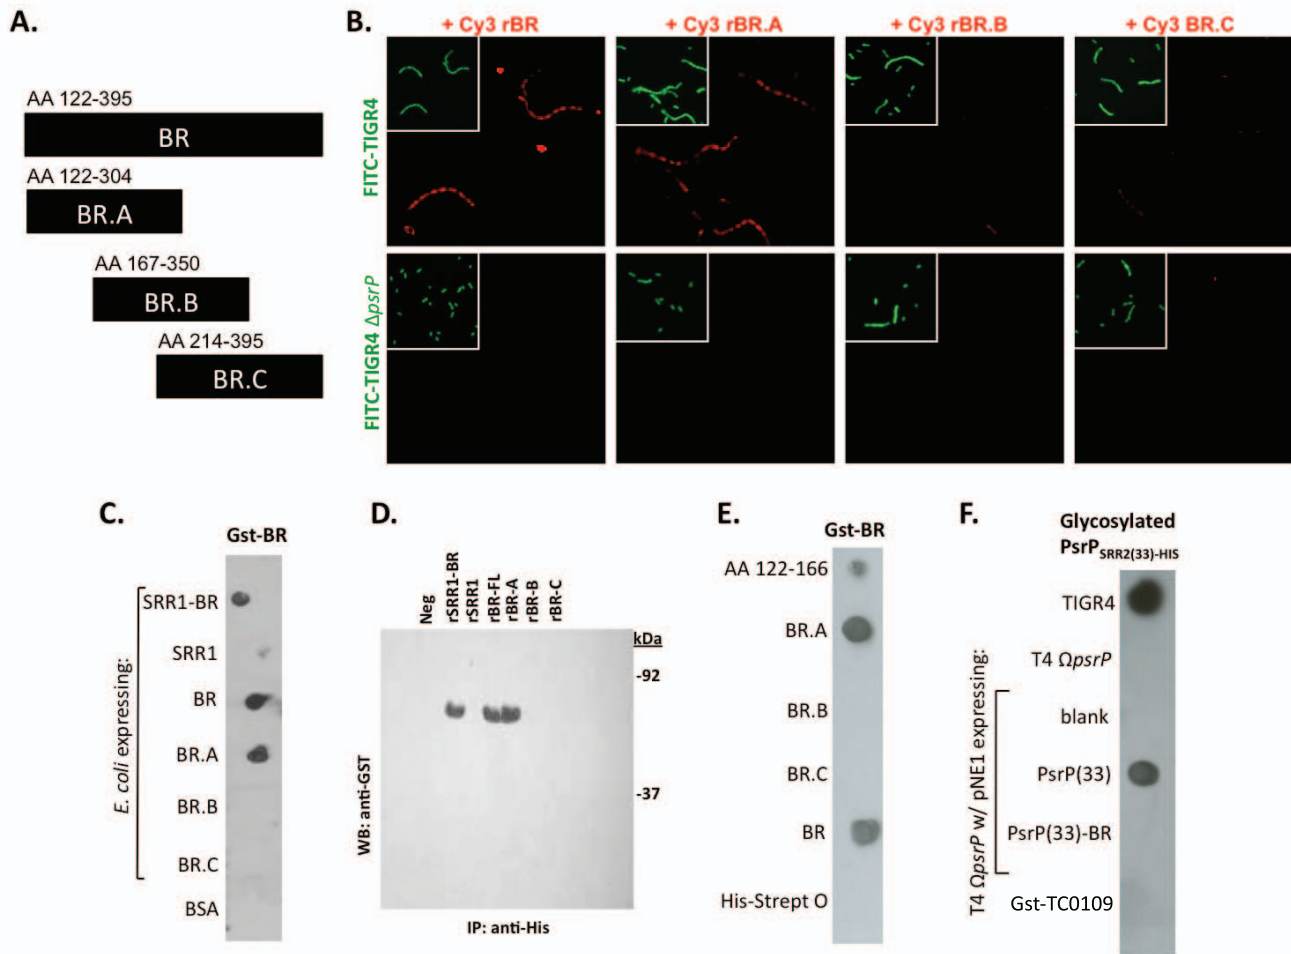 A.
AA 122-395
BR
AA 122-304
BR.A
AA 167-350
BR.B
AA 214-395
BR.C
B.
+ Cy3 rBR
+ Cy3 rBR.A
+ Cy3 rBR.B
+ Cy3 BR.C
FITC-TIGR4
FITC-TIGR4 ΔpsrP
C.
Gst-BR
E. coli expressing:
SRR1-BR
SRR1
BR
BR.A
BR.B
BR.C
BSA
D.
Neg
rSRR1-BR
rSRR1
rBR-FL
rBR-A
rBR-B
rBR-C
kDa
-92
-37
WB: anti-GST
IP: anti-His
E.
Gst-BR
AA 122-166
BR.A
BR.B
BR.C
BR
His-Strept O
F.
Glycosylated
PsrP SRR2(33)-HIS
TIGR4
T4 ΩpsrP
T4 ΩpsrP w/ pNE1 expressing:
blank
PsrP(33)
PsrP(33)-BR
Gst-TC0109